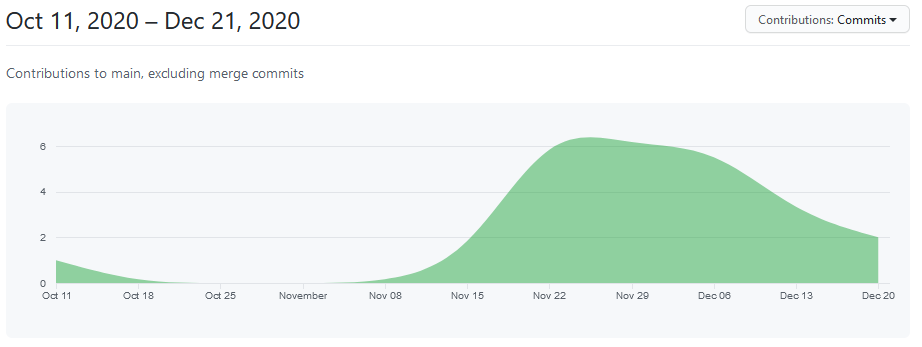 Oct 11, 2020 – Dec 21, 2020
Contributions: Commits
Contributions to main, excluding merge commits
6
4
2
0
Oct 11 Oct 18 Oct 25 November Nov 08 Nov 15 Nov 22 Nov 29 Dec 06 Dec 13 Dec 20